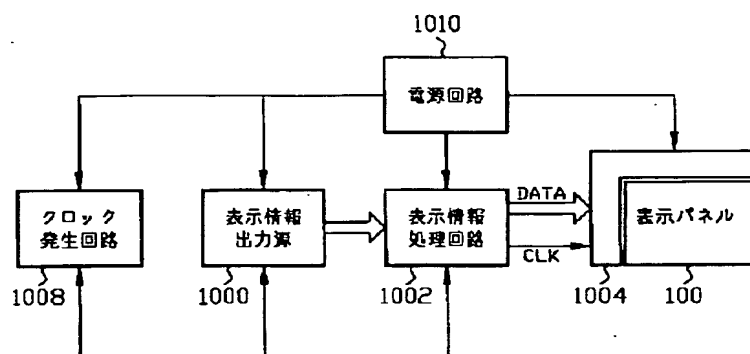 1010
電源回路
クロック
発生回路
1008
表示情報
出力源
1000
表示情報
処理回路
1002
DATA
CLK
表示パネル
1004
100